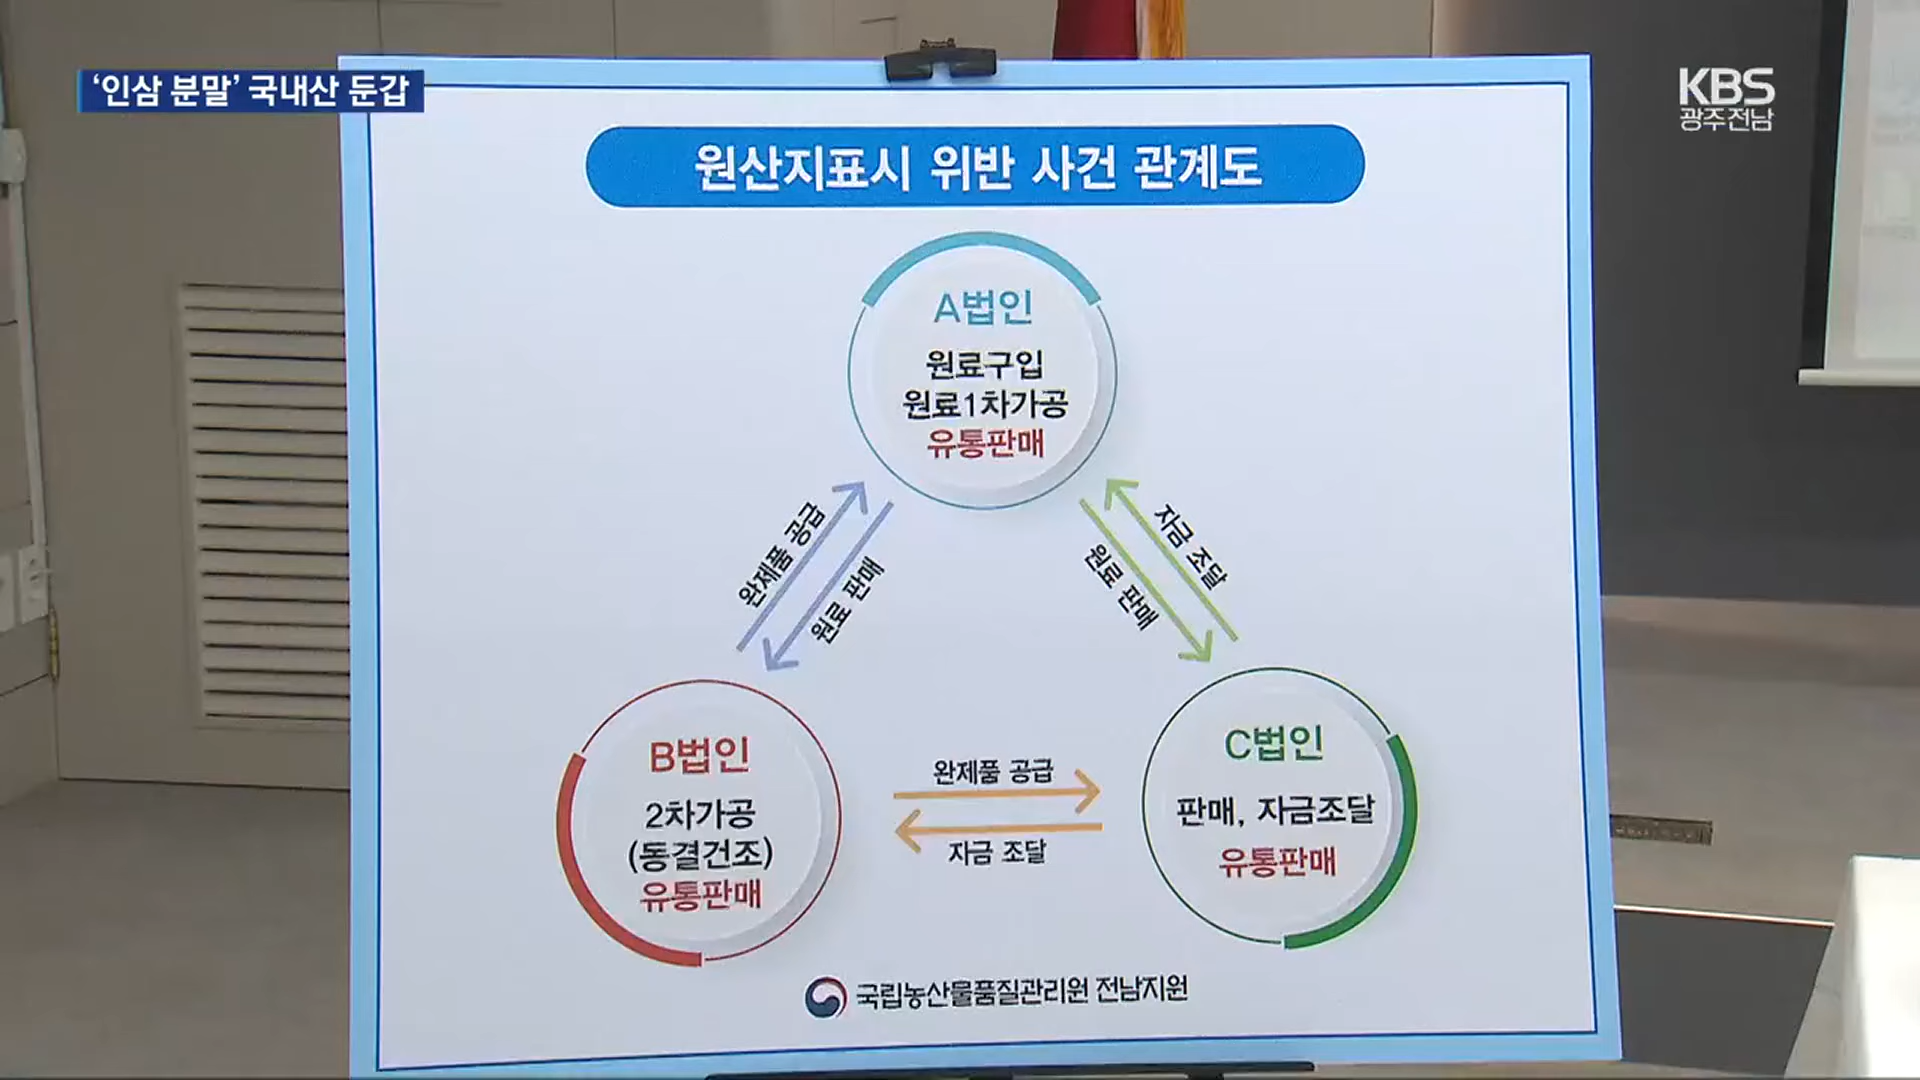 ‘인삼 분말’ 국내산 둔갑
KBS
광주전남
원산지표시 위반 사건 관계도
A법인
원료구입
원료1차가공
유통판매
완제품 공급
원료 판매
자금 조달
원료 판매
B법인
2차가공
(동결건조)
유통판매
완제품 공급
자금 조달
C법인
판매, 자금조달
유통판매
국립농산물품질관리원 전남지원